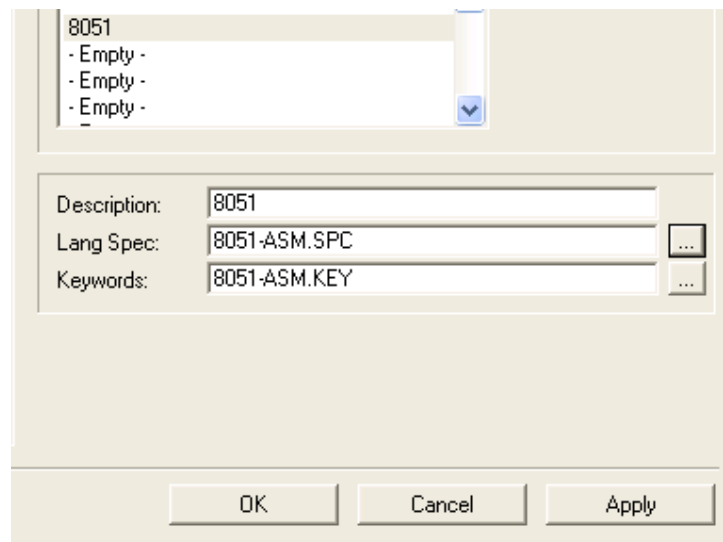 8051
- Empty -
- Empty -
- Empty -
Description: 8051
Lang Spec: 8051-ASM.SPC ...
Keywords: 8051-ASM.KEY ...
OK Cancel Apply